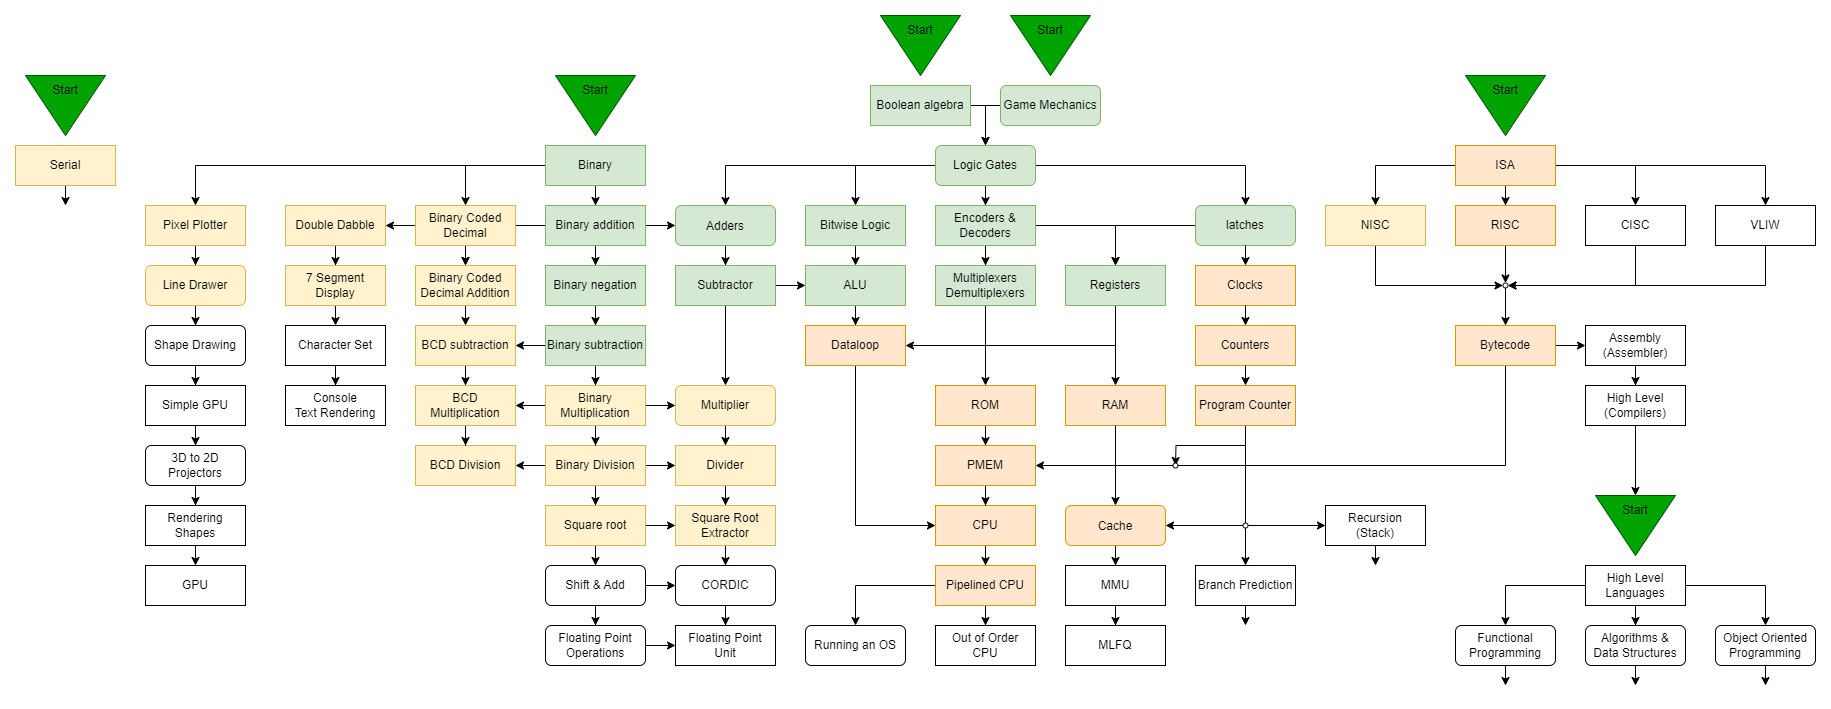 Start
Start
Start
Start
Start
Boolean algebra
Game Mechanics
Serial
Binary
Logic Gates
ISA
Pixel Plotter
Double Dabble
Binary Coded
Decimal
Binary addition
Adders
Bitwise Logic
Encoders &
Decoders
latches
NISC
RISC
CISC
VLIW
Line Drawer
7 Segment
Display
Binary Coded
Decimal Addition
Binary negation
Subtractor
ALU
Multiplexers
Demultiplexers
Registers
Clocks
Shape Drawing
Character Set
BCD subtraction
Binary subtraction
Dataloop
Counters
Bytecode
Assembly
(Assembler)
Simple GPU
Console
Text Rendering
BCD
Multiplication
Binary
Multiplication
Multiplier
ROM
RAM
Program Counter
High Level
(Compilers)
3D to 2D
Projectors
BCD Division
Binary Division
Divider
PMEM
Rendering
Shapes
Square root
Square Root
Extractor
CPU
Cache
Recursion
(Stack)
Start
GPU
Shift & Add
CORDIC
Pipelined CPU
MMU
Branch Prediction
High Level
Languages
Floating Point
Operations
Floating Point
Unit
Running an OS
Out of Order
CPU
MLFQ
Functional
Programming
Algorithms &
Data Structures
Object Oriented
Programming